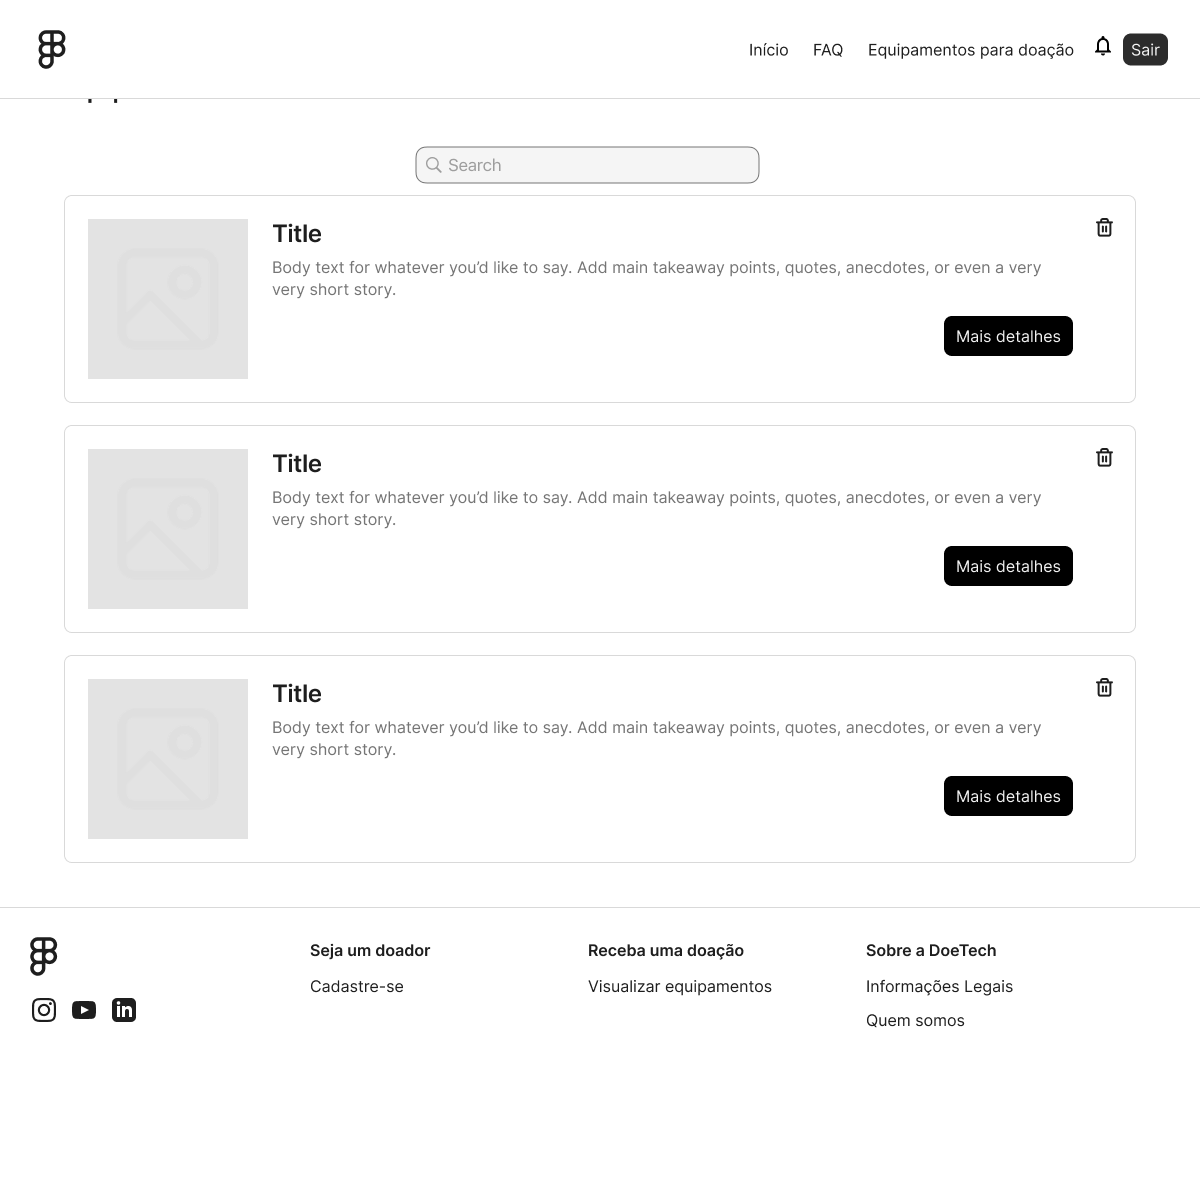 Início FAQ Equipamentos para doação Sair
Search
Title
Body text for whatever you’d like to say. Add main takeaway points, quotes, anecdotes, or even a very
very short story.
Mais detalhes
Title
Body text for whatever you’d like to say. Add main takeaway points, quotes, anecdotes, or even a very
very short story.
Mais detalhes
Title
Body text for whatever you’d like to say. Add main takeaway points, quotes, anecdotes, or even a very
very short story.
Mais detalhes
Seja um doador
Cadastre-se
Receba uma doação
Visualizar equipamentos
Sobre a DoeTech
Informações Legais
Quem somos